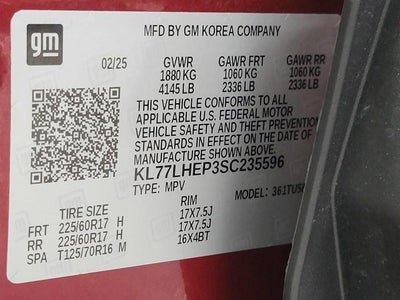 gm
MFD BY GM KOREA COMPANY
02/25 GVWR GAWR FRT GAWR RR
1880 KG 1060 KG 1060 KG
4145 LB 2336 LB 2336 LB
THIS VEHICLE CONFORMS TO ALL
APPLICABLE U.S. FEDERAL MOTOR
VEHICLE SAFETY AND THEFT PREVENTION
STANDARDS IN EFFECT ON THE DATE OF
MANUFACTURE SHOWN ABOVE.
KL77LHEP3SC235596
TYPE: MPV MODEL:
TIRE SIZE RIM
FRT 225/60R17 H 17X7.5J
RR 225/60R17 H 17X7.5J
SPA T125/70R16 M 16X4BT